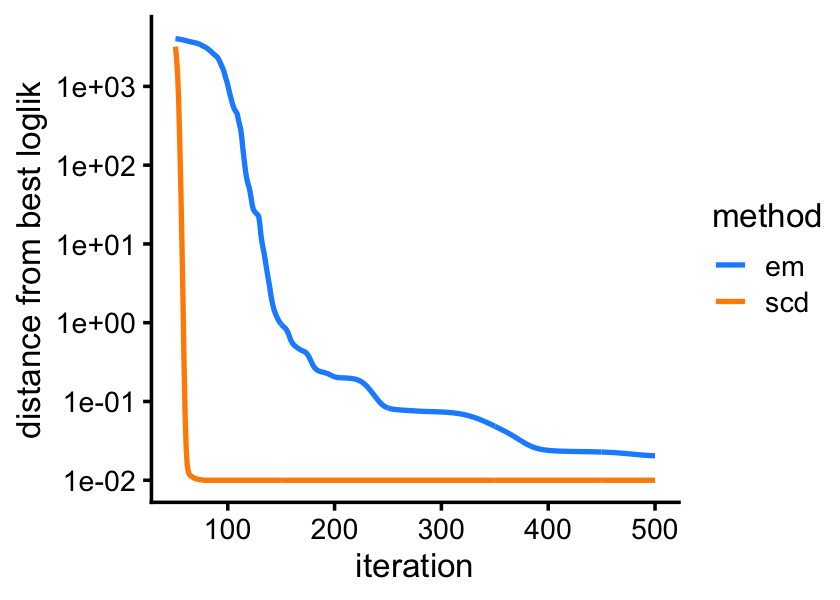 distance from best loglik
1e+03
1e+02
1e+01
1e+00
1e-01
1e-02
100 200 300 400 500
iteration
method
em
scd